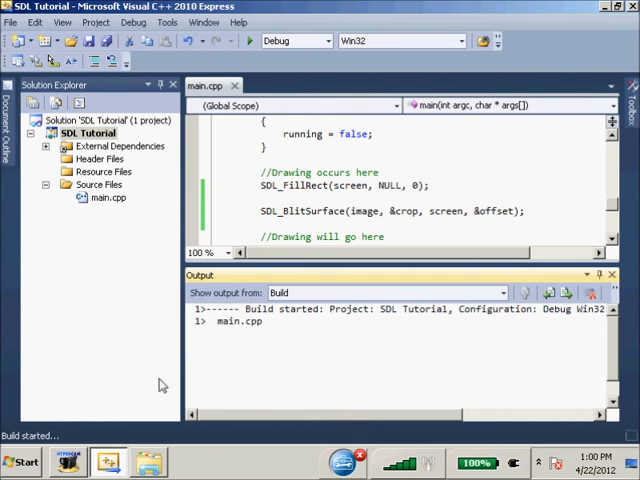 SDL Tutorial - Microsoft Visual C++ 2010 Express
File Edit View Project Debug Tools Window Help
Debug Win32
Solution Explorer
main.cpp
(Global Scope) main(int argc, char * args[])
Solution 'SDL Tutorial' (1 project)
SDL Tutorial
External Dependencies
Header Files
Resource Files
Source Files
main.cpp
Document Outline
Toolbox
{
running = false;
}
//Drawing occurs here
SDL_FillRect(screen, NULL, 0);
SDL_BlitSurface(image, &crop, screen, &offset);
//Drawing will go here
100 %
Output
Show output from: Build
1>------ Build started: Project: SDL Tutorial, Configuration: Debug Win32
1> main.cpp
Build started...
Start
HYPERCAM
100%
1:00 PM
4/22/2012